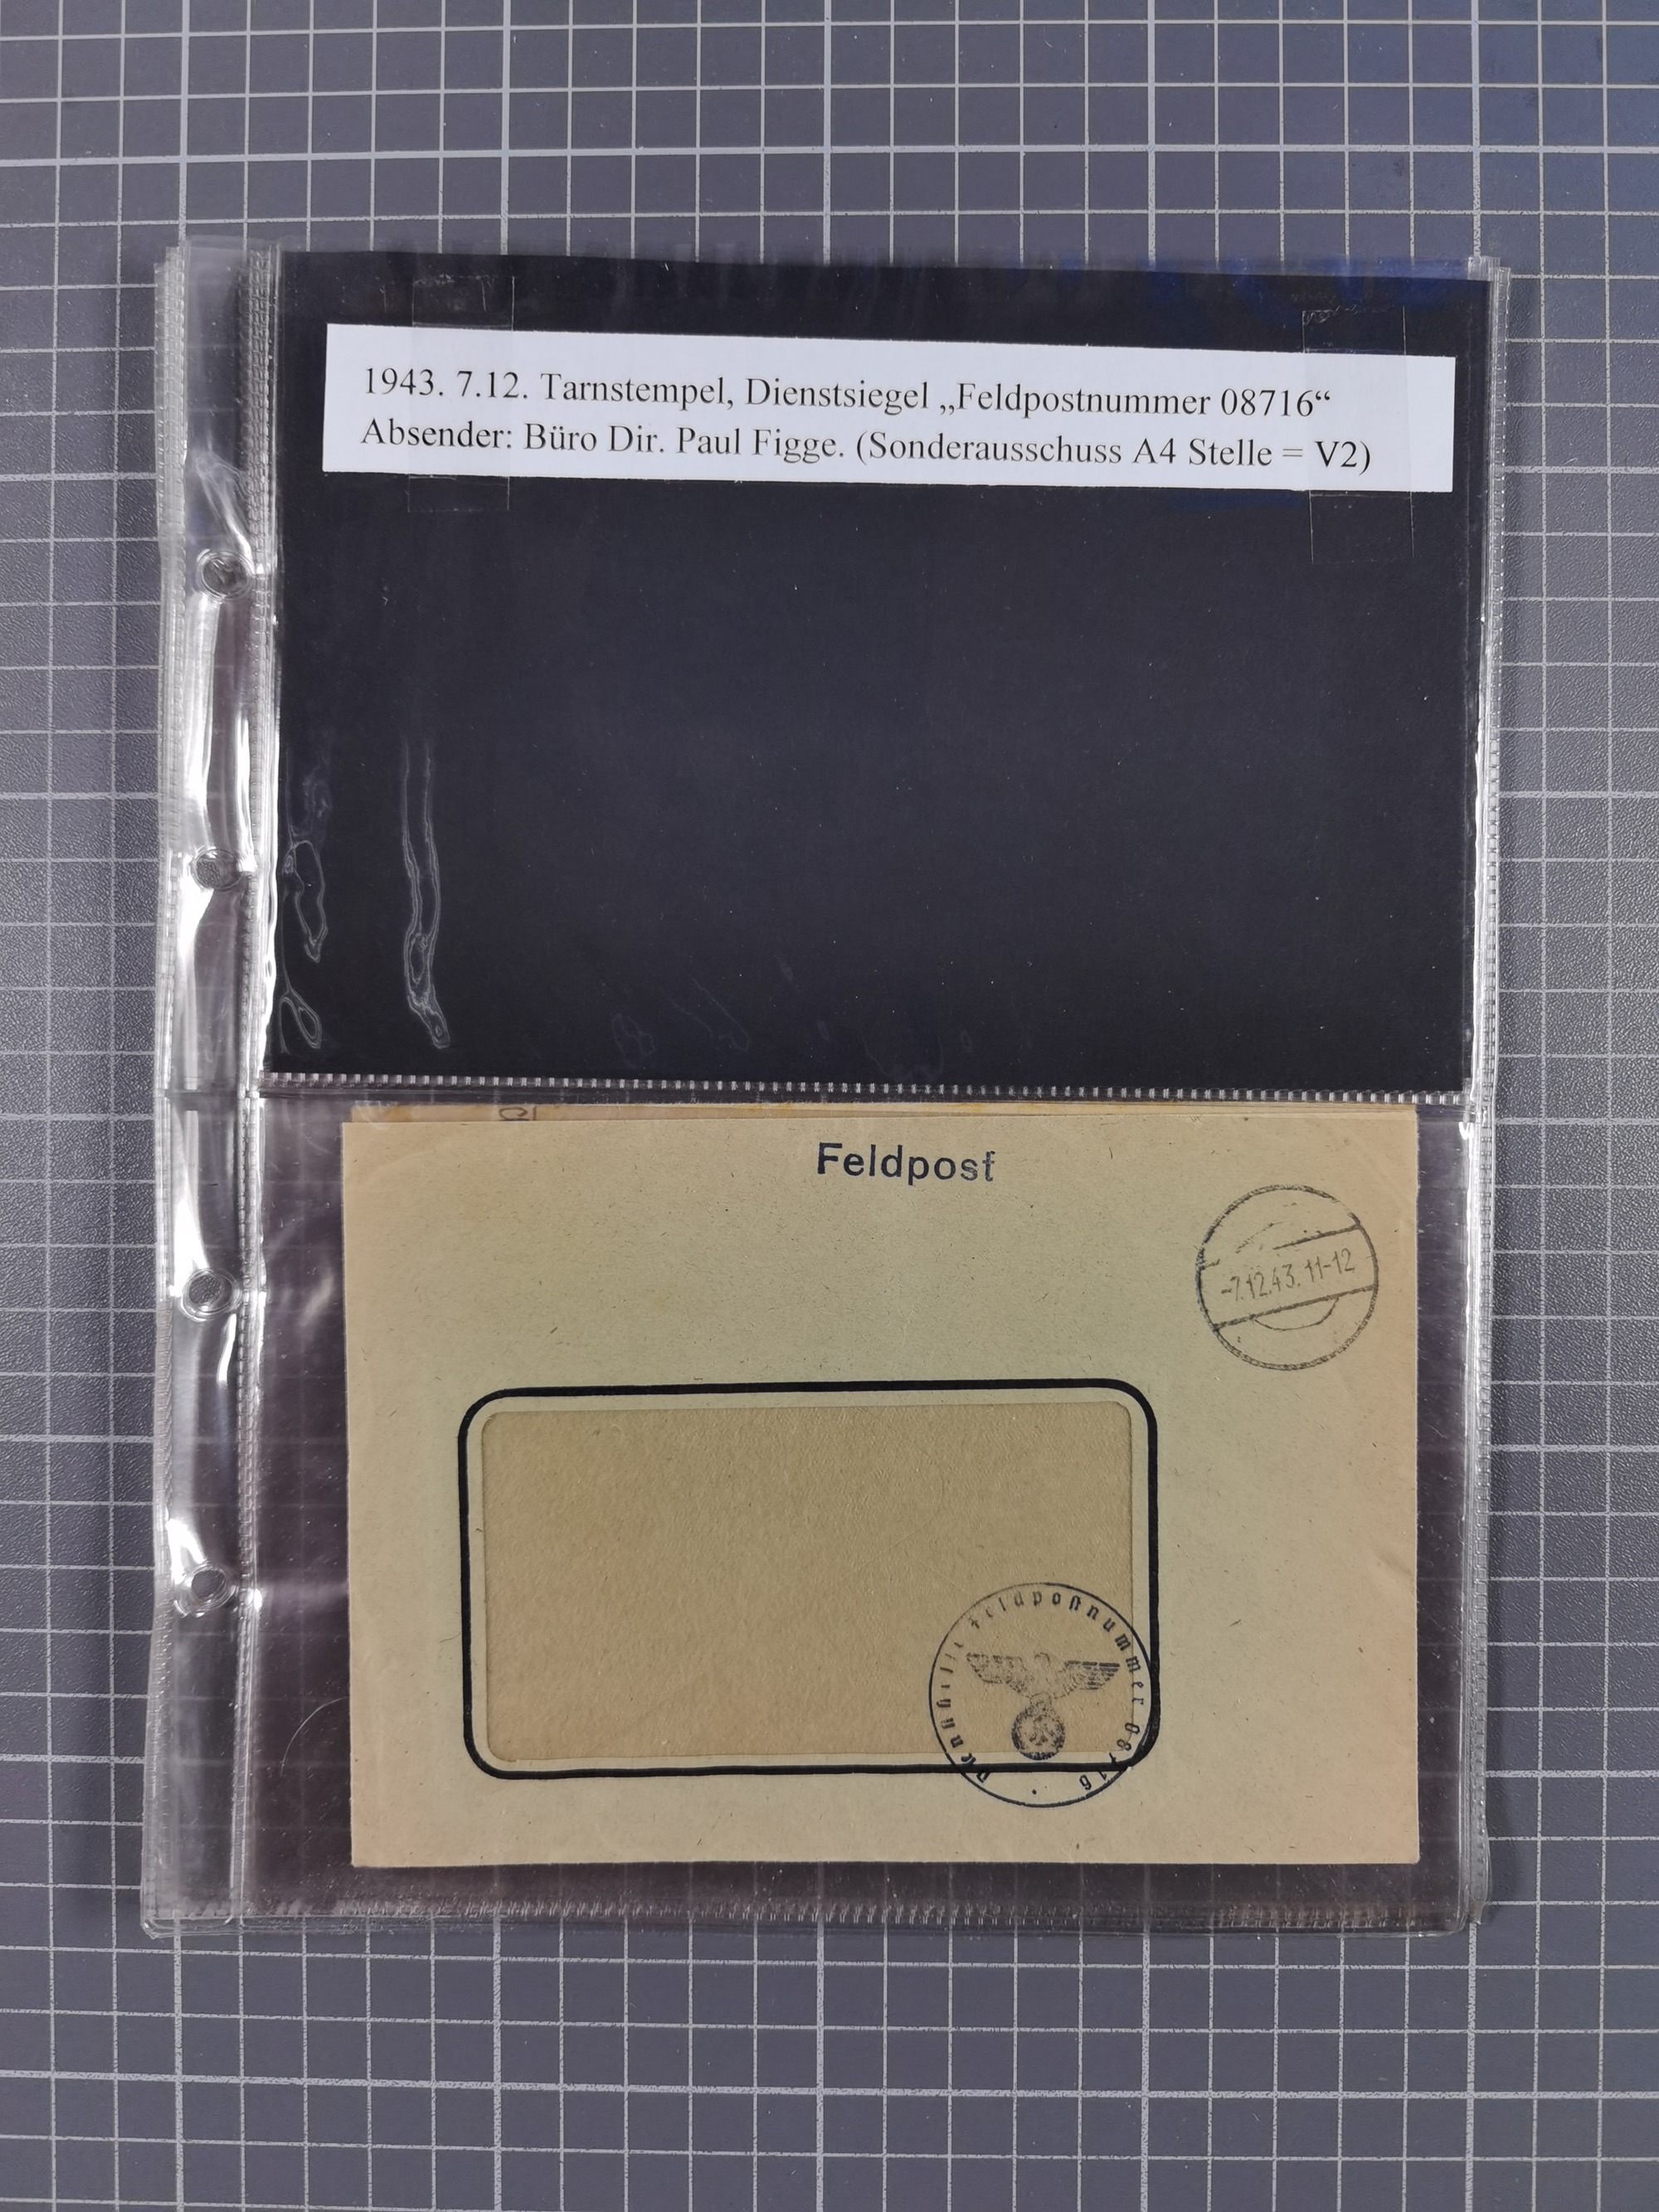 1943. 7.12. Tarnstempel, Dienstsiegel „Feldpostnummer 08716“
Absender: Büro Dir. Paul Figge. (Sonderausschuss A4 Stelle = V2)
Feldpost
-7.12.43. 11-12
Dienststelle Feldpostnummer 08716